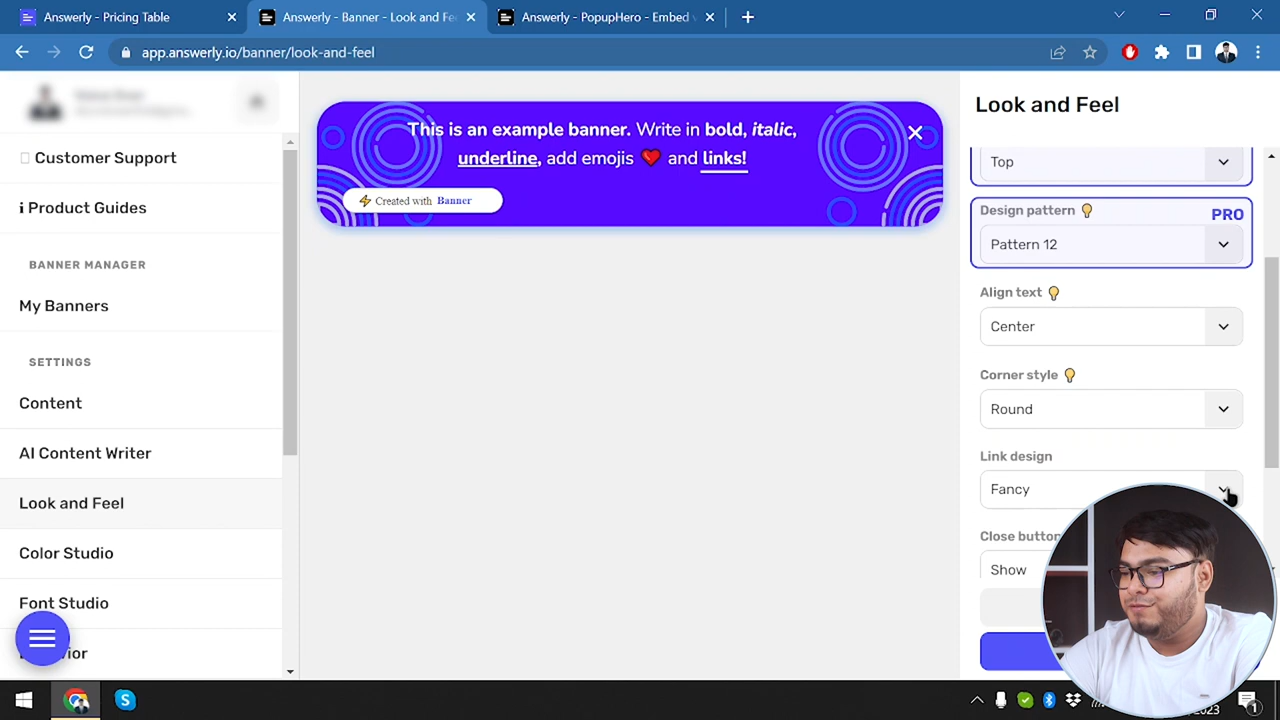 Answerly - Pricing Table
Answerly - Banner - Look and Fe
Answerly - PopupHero - Embed
app.answerly.io/banner/look-and-feel
Customer Support
Product Guides
BANNER MANAGER
My Banners
SETTINGS
Content
AI Content Writer
Look and Feel
Color Studio
Font Studio
This is an example banner. Write in bold, italic,
underline, add emojis ❤️ and links!
⚡ Created with Banner
Look and Feel
Top
Design pattern 💡
PRO
Pattern 12
Align text 💡
Center
Corner style 💡
Round
Link design
Fancy
Close button
Show
2023
1